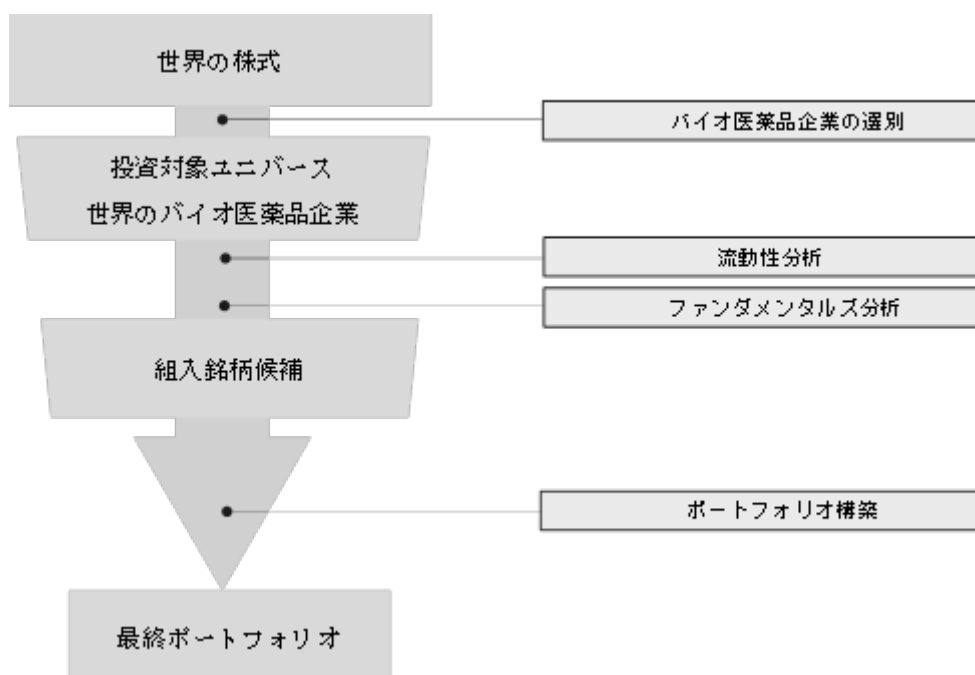 世界の株式
バイオ医薬品企業の選別
投資対象ユニバース
世界のバイオ医薬品企業
流動性分析
ファンダメンタルズ分析
組入銘柄候補
ポートフォリオ構築
最終ポートフォリオ